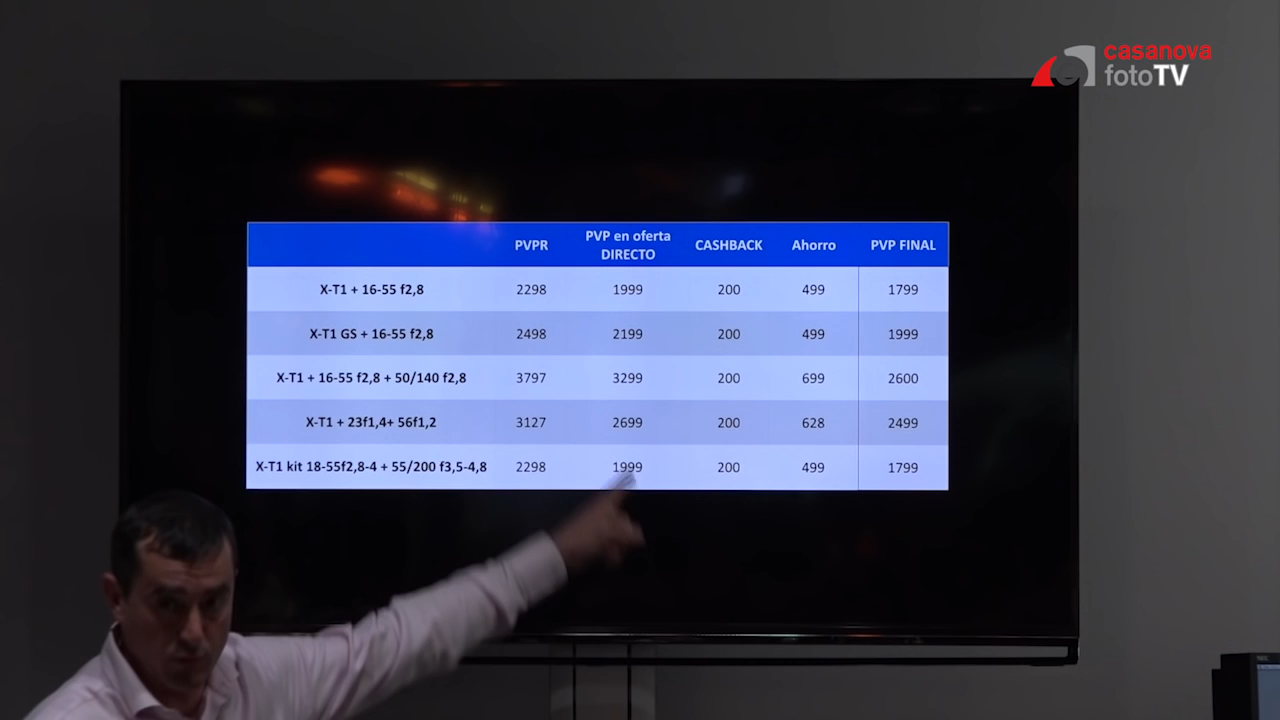 casanova
fotoTV
PVPR
PVP en oferta
DIRECTO
CASHBACK
Ahorro
PVP FINAL
X-T1 + 16-55 f2,8 2298 1999 200 499 1799
X-T1 GS + 16-55 f2,8 2498 2199 200 499 1999
X-T1 + 16-55 f2,8 + 50/140 f2,8 3797 3299 200 699 2600
X-T1 + 23f1,4+ 56f1,2 3127 2699 200 628 2499
X-T1 kit 18-55f2,8-4 + 55/200 f3,5-4,8 2298 1999 200 499 1799